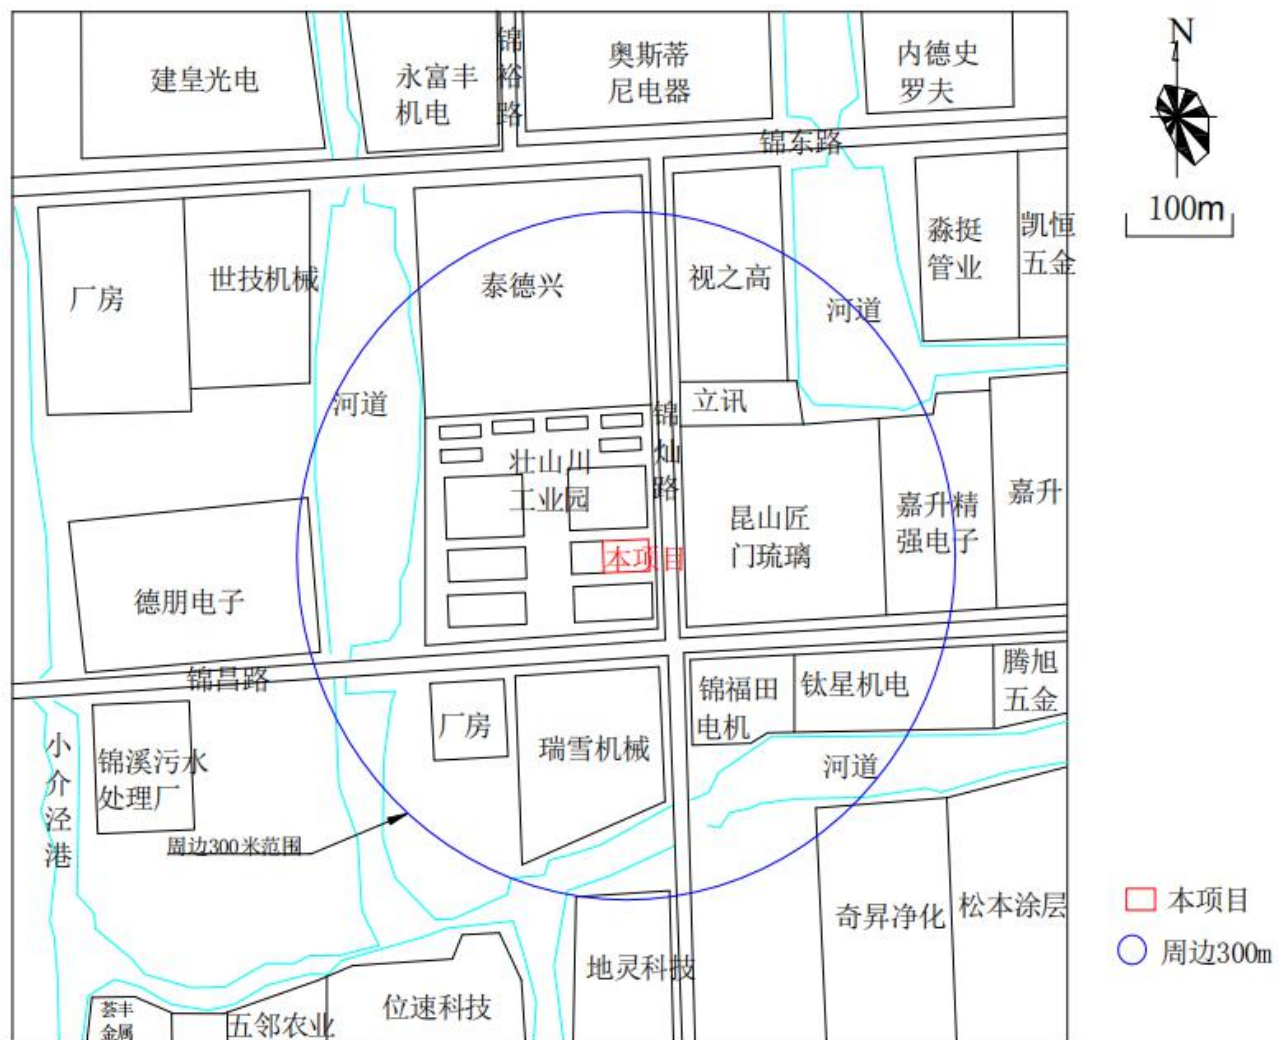 建皇光电
永富丰
机电
锦裕路
奥斯蒂
尼电器
内德史
罗夫
N
锦东路
100m
厂房
世技机械
泰德兴
视之高
河道
淼挺
管业
凯恒
五金
河道
立讯
锦灿路
壮山川
工业园
昆山匠
门琉璃
嘉升精
强电子
嘉升
本项目
德朋电子
锦昌路
锦福田
电机
钛星机电
腾旭
五金
小介泾港
锦溪污水
处理厂
厂房
瑞雪机械
河道
周边300米范围
奇昇净化
松本涂层
本项目
周边300m
地灵科技
位速科技
荟丰
金属
五邻农业